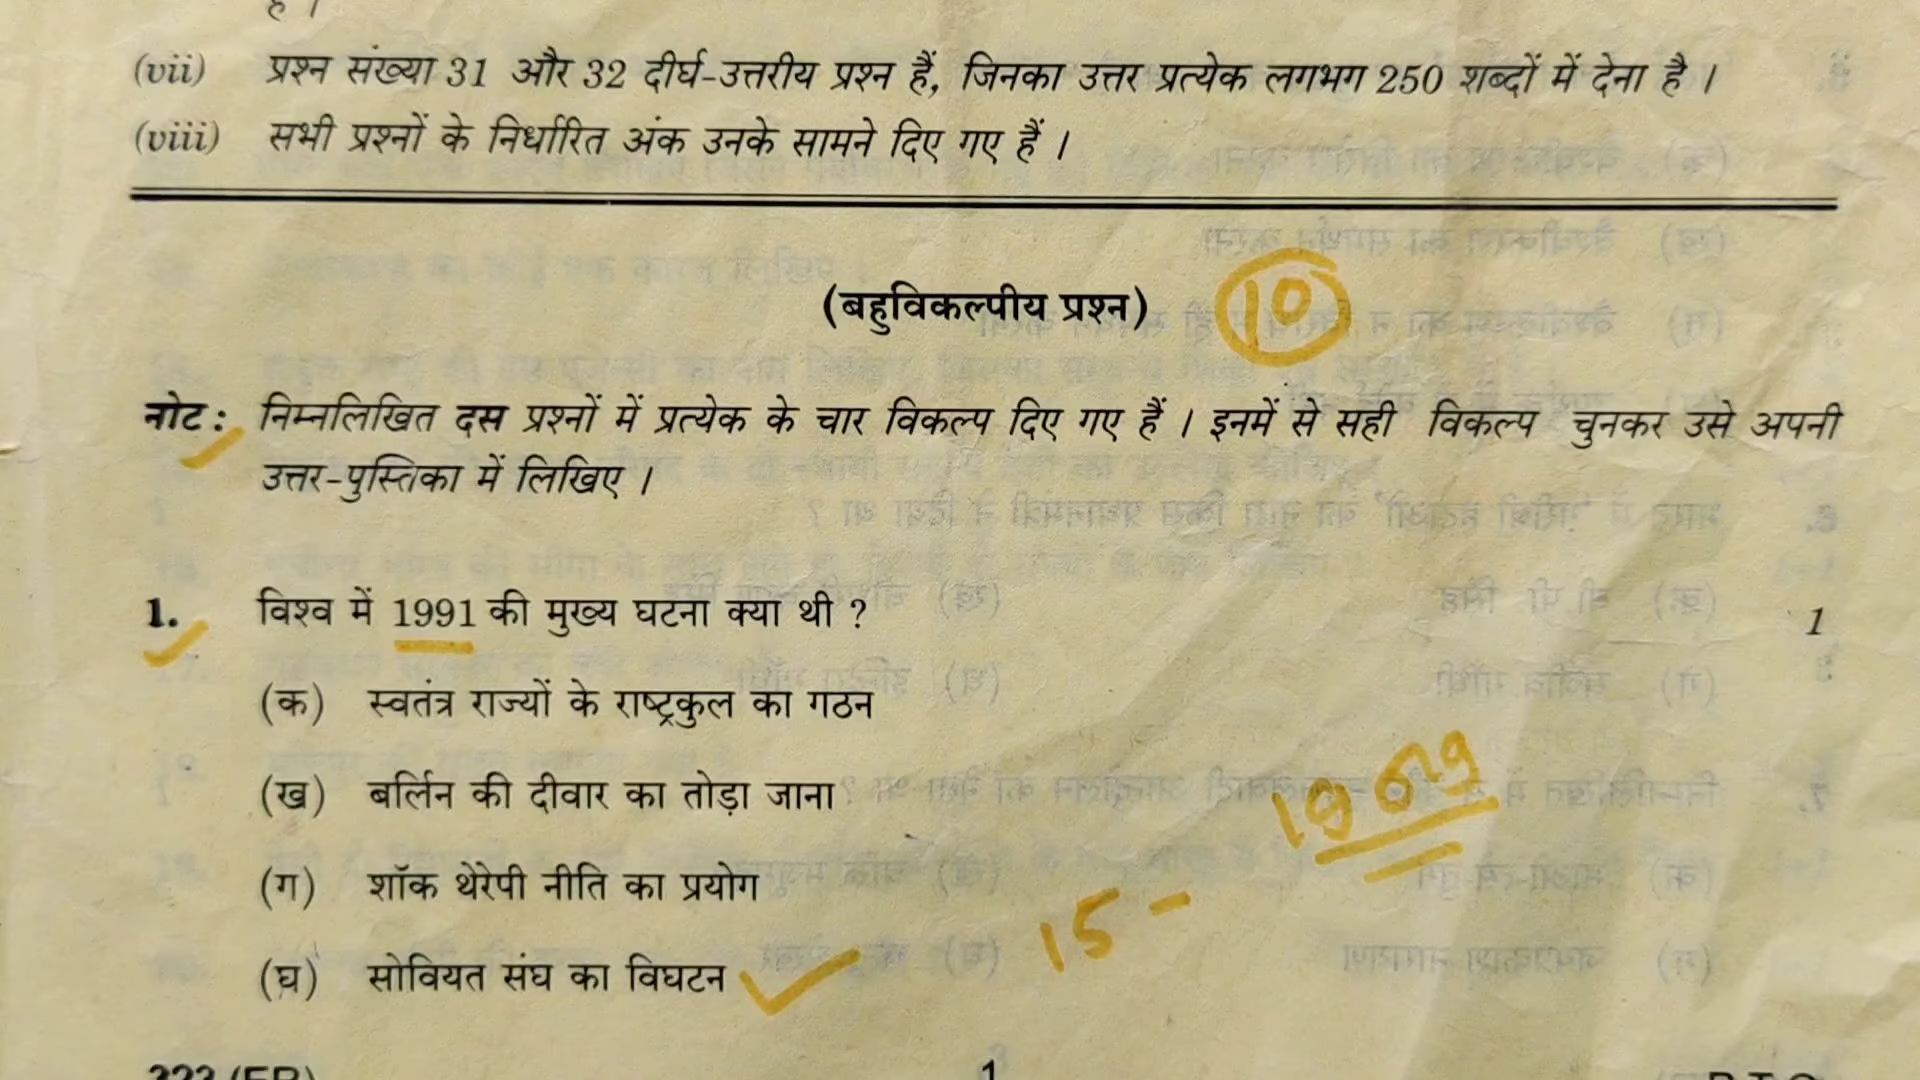 (vii) प्रश्न संख्या 31 और 32 दीर्घ-उत्तरीय प्रश्न हैं, जिनका उत्तर प्रत्येक लगभग 250 शब्दों में देना है ।
(viii) सभी प्रश्नों के निर्धारित अंक उनके सामने दिए गए हैं ।
(बहुविकल्पीय प्रश्न) 10
नोट : निम्नलिखित दस प्रश्नों में प्रत्येक के चार विकल्प दिए गए हैं । इनमें से सही विकल्प चुनकर उसे अपनी
उत्तर-पुस्तिका में लिखिए ।
1. विश्व में 1991 की मुख्य घटना क्या थी ? 1
(क) स्वतंत्र राज्यों के राष्ट्रकुल का गठन
(ख) बर्लिन की दीवार का तोड़ा जाना
(ग) शॉक थेरेपी नीति का प्रयोग
15 -
(घ) सोवियत संघ का विघटन
1